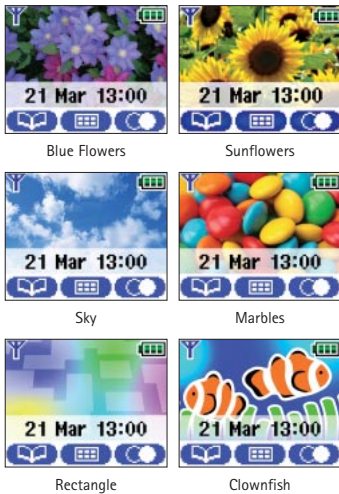 21 Mar 13:00
21 Mar 13:00
Blue Flowers
Sunflowers
21 Mar 13:00
21 Mar 13:00
Sky
Marbles
21 Mar 13:00
21 Mar 13:00
Rectangle
Clownfish